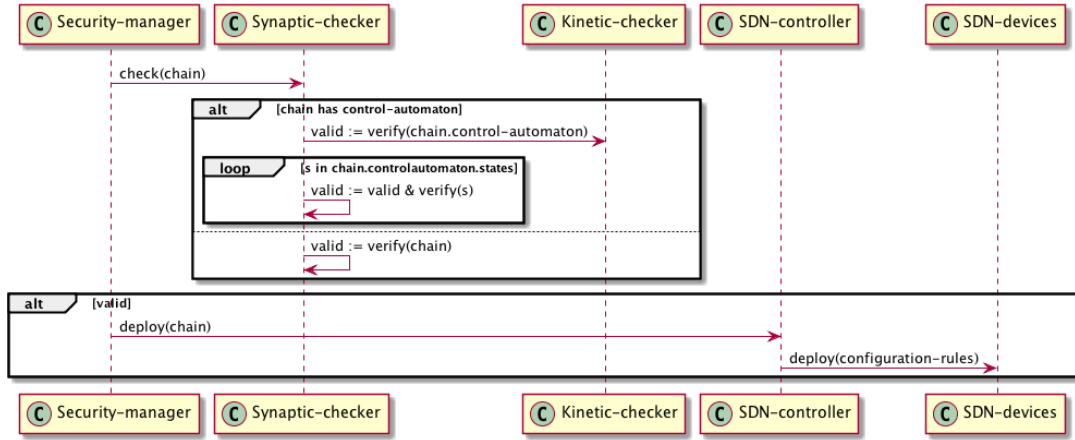 C Security-manager
C Synaptic-checker
C Kinetic-checker
C SDN-controller
C SDN-devices
check(chain)
alt [chain has control-automaton]
valid := verify(chain.control-automaton)
loop [s in chain.controlautomaton.states]
valid := valid & verify(s)
valid := verify(chain)
alt [valid]
deploy(chain)
deploy(configuration-rules)
C Security-manager
C Synaptic-checker
C Kinetic-checker
C SDN-controller
C SDN-devices